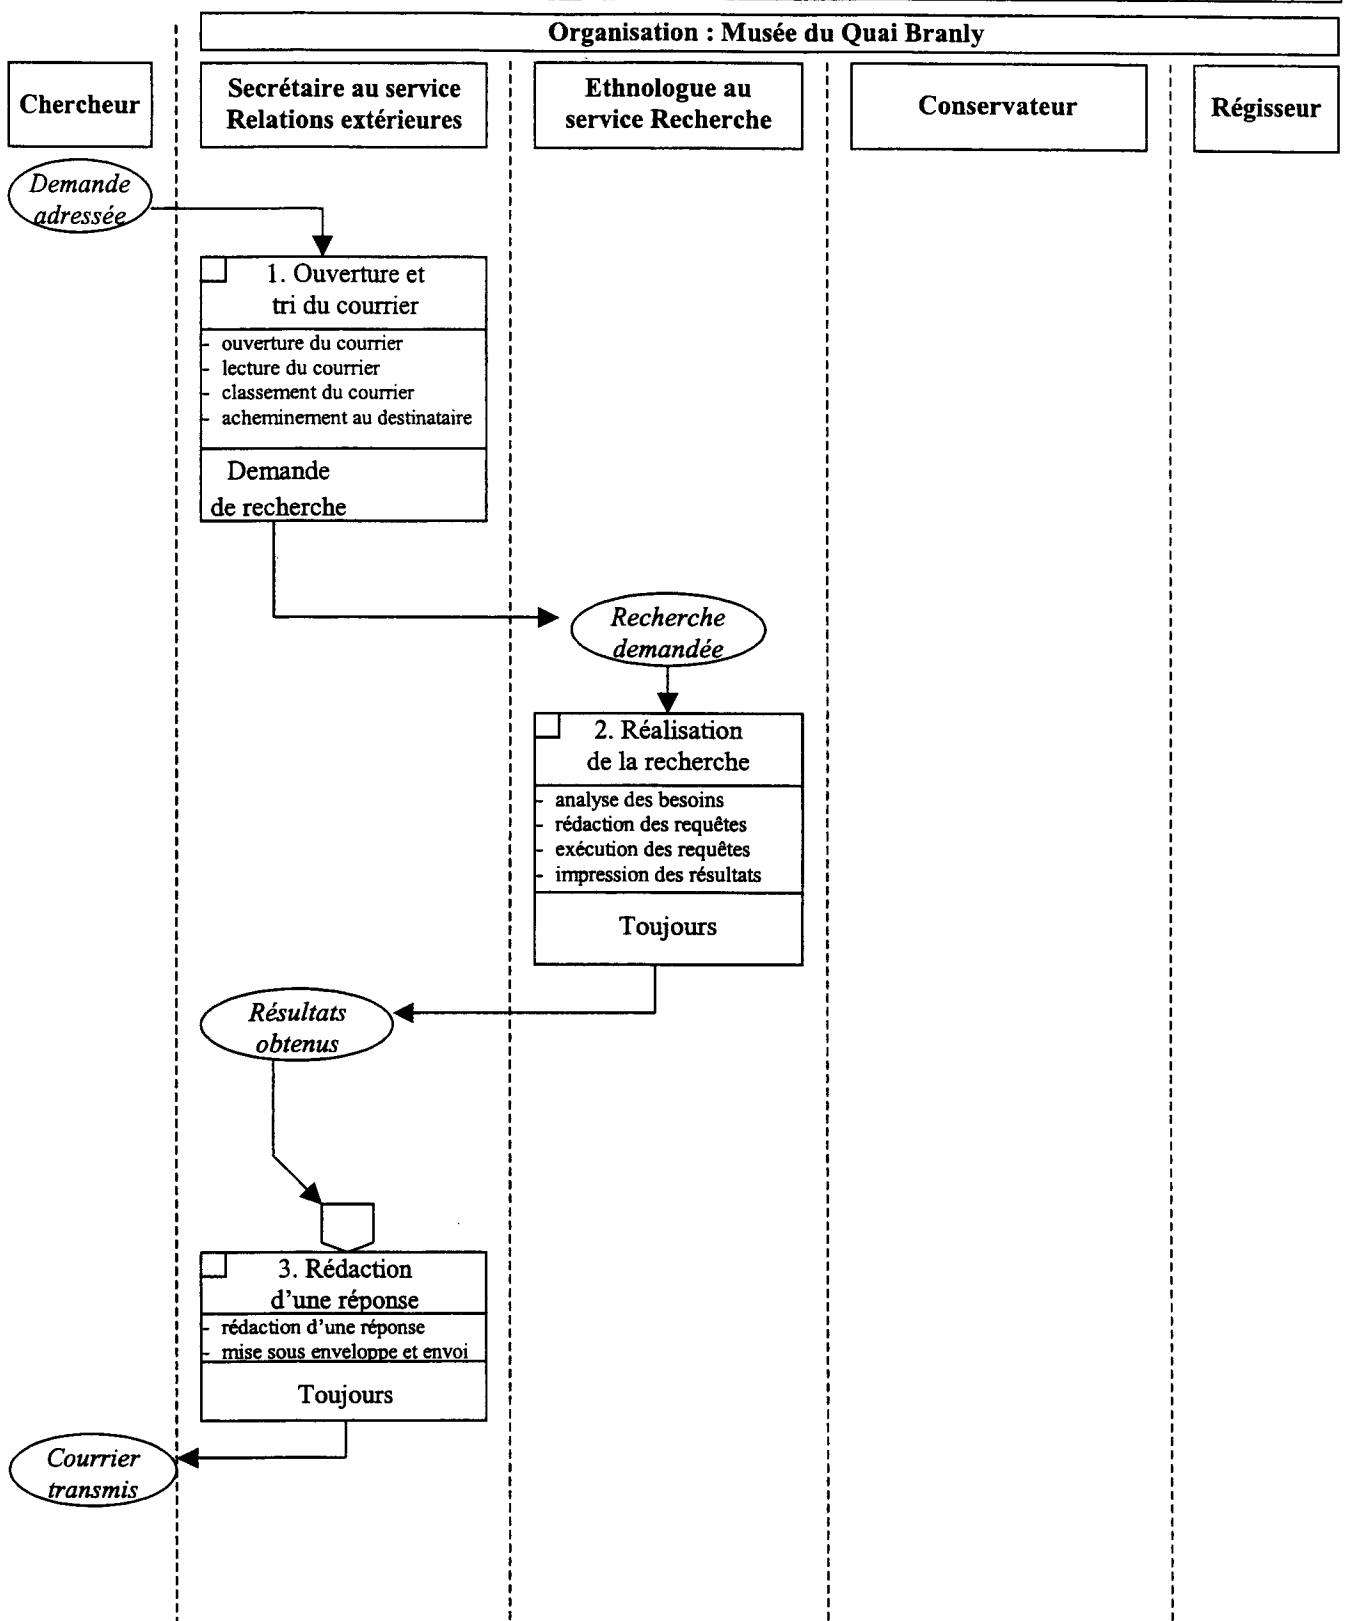 Organisation : Musée du Quai Branly
Chercheur
Secrétaire au service
Relations extérieures
Ethnologue au
service Recherche
Conservateur
Régisseur
Demande
adressée
1. Ouverture et
tri du courrier
- ouverture du courrier
- lecture du courrier
- classement du courrier
- acheminement au destinataire
Demande
de recherche
Recherche
demandée
2. Réalisation
de la recherche
- analyse des besoins
- rédaction des requêtes
- exécution des requêtes
- impression des résultats
Toujours
Résultats
obtenus
3. Rédaction
d'une réponse
- rédaction d'une réponse
- mise sous enveloppe et envoi
Toujours
Courrier
transmis